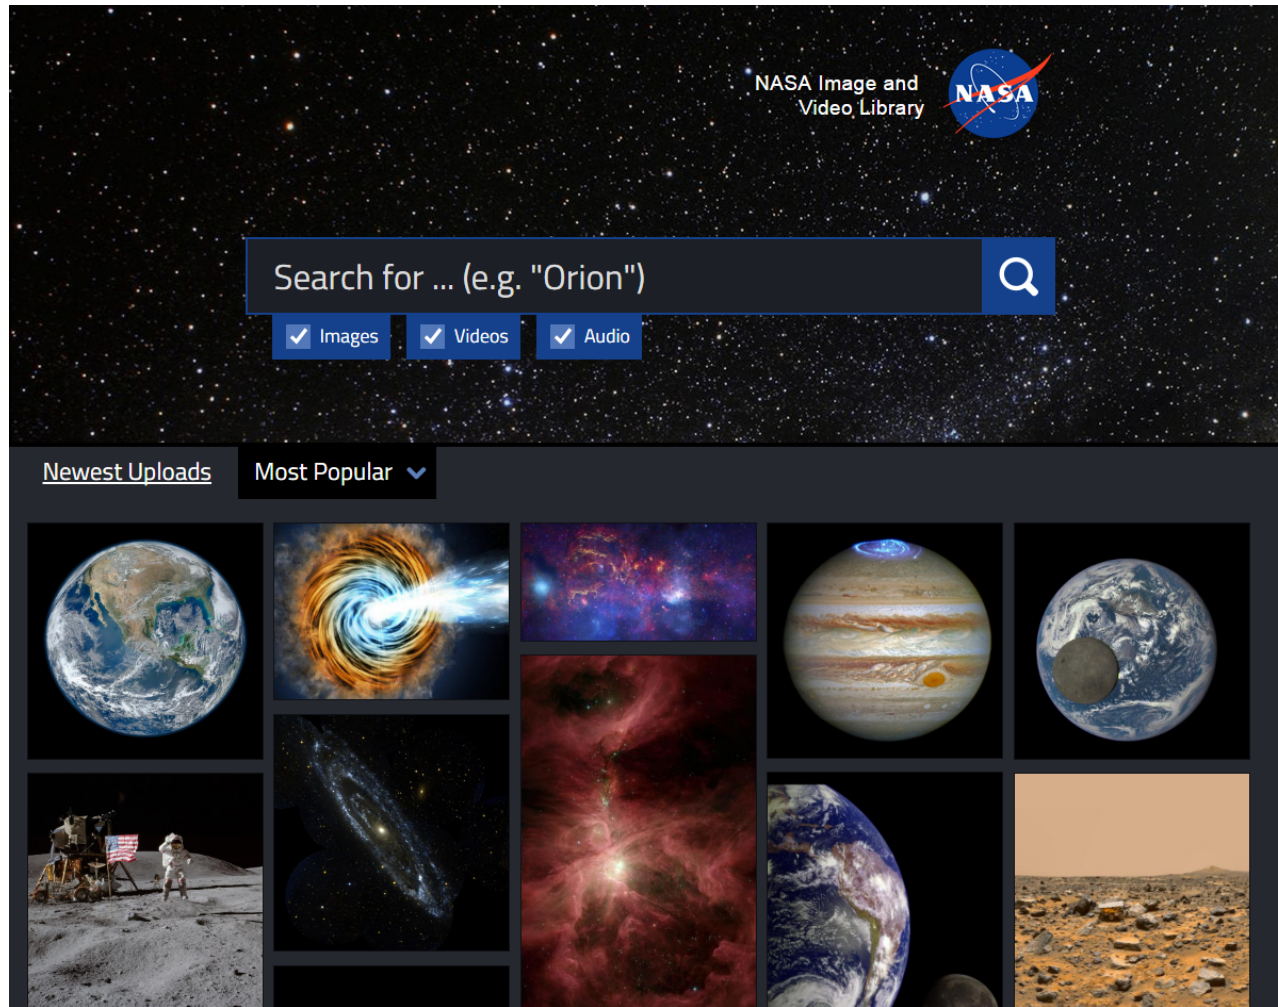 NASA Image and
Video Library
NASA
Search for ... (e.g. "Orion")
Images
Videos
Audio
Newest Uploads
Most Popular